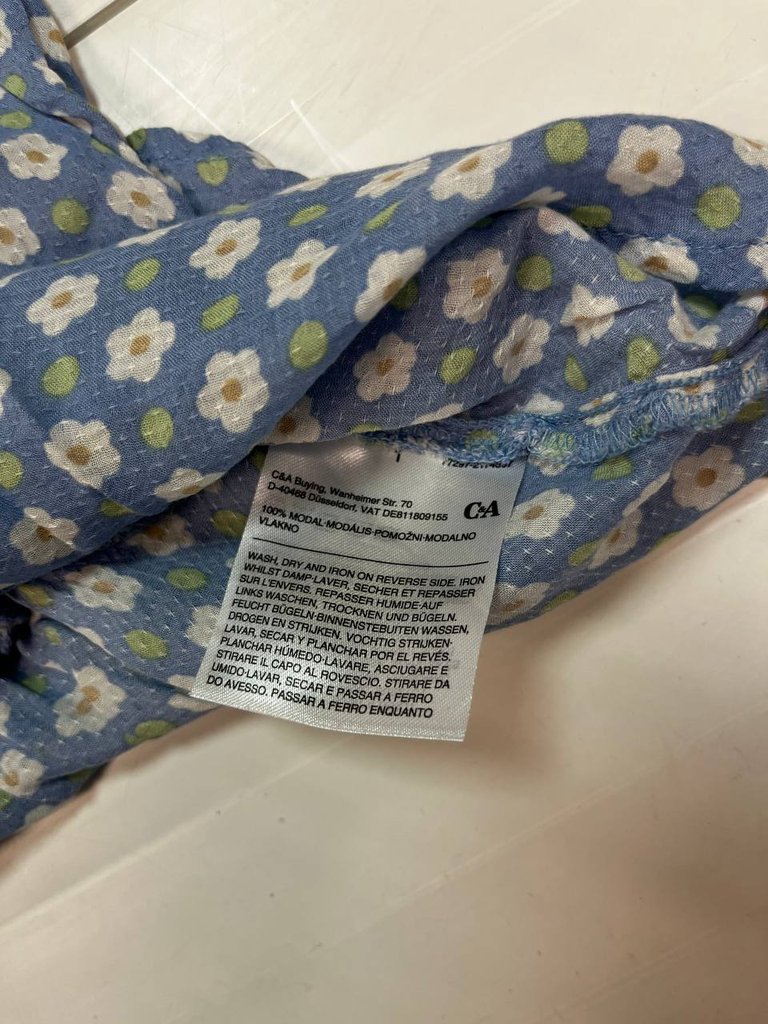 C&A Buying, Wanheimer Str. 70
D-40468 Düsseldorf, VAT DE811809155
C&A
100% MODAL·MODÁLIS·POMOŽNI·MODALNO
VLAKNO
WASH, DRY AND IRON ON REVERSE SIDE. IRON
WHILST DAMP·LAVER, SECHER ET REPASSER
SUR L'ENVERS. REPASSER HUMIDE·AUF
LINKS WASCHEN, TROCKNEN UND BÜGELN.
FEUCHT BÜGELN·BINNENSTEBUITEN WASSEN,
DROGEN EN STRIJKEN. VOCHTIG STRIJKEN·
LAVAR, SECAR Y PLANCHAR POR EL REVÉS.
PLANCHAR HÚMEDO·LAVARE, ASCIUGARE E
STIRARE IL CAPO AL ROVESCIO. STIRARE DA
UMIDO·LAVAR, SECAR E PASSAR A FERRO
DO AVESSO. PASSAR A FERRO ENQUANTO